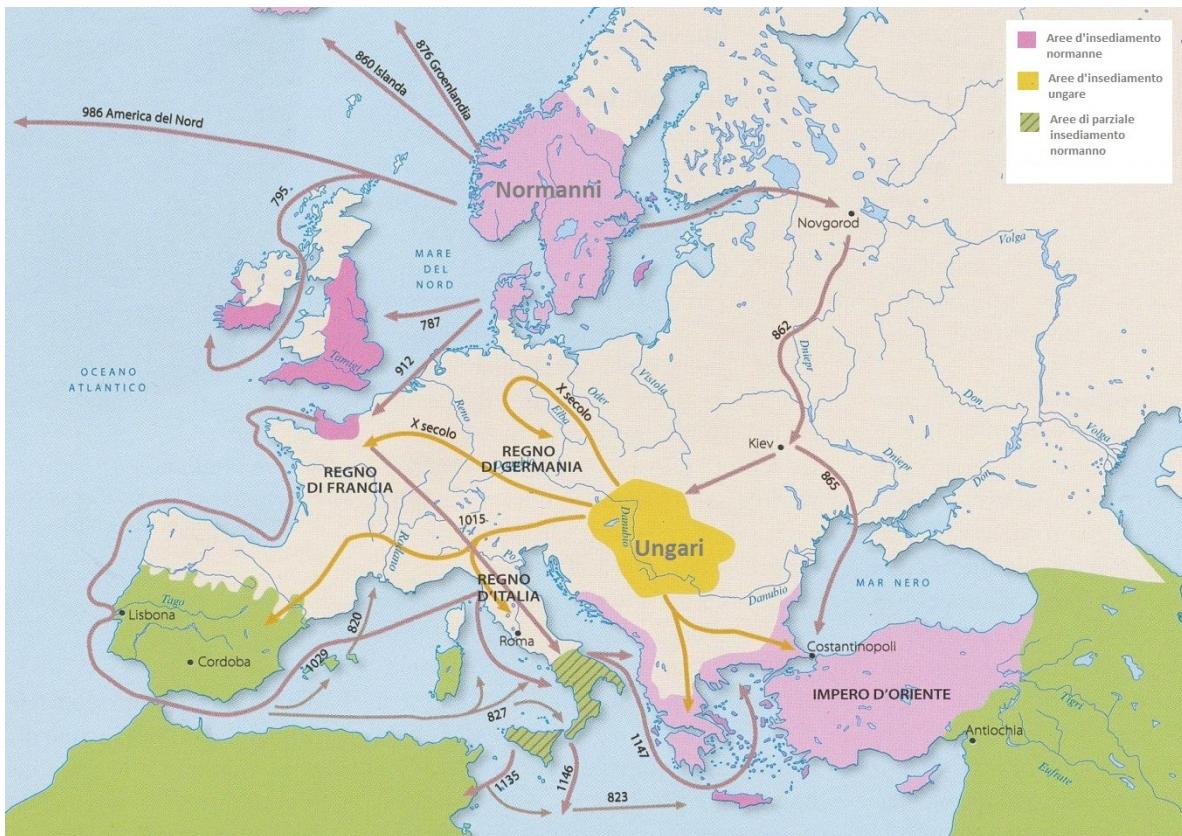 876 Groenlandia
860 Islanda
986 America del Nord
Aree d'insediamento
normanne
Aree d'insediamento
ungare
Aree di parziale
insediamento
normanno
795
Normanni
Novgorod
Volga
MARE
DEL
NORD
787
862
Dniepr
Tamigi
OCEANO
ATLANTICO
912
Reno
Elba
Oder
Vistola
Don
Volga
X secolo
X secolo
Kiev
Dniepr
Don
REGNO
DI GERMANIA
Danubio
REGNO
DI FRANCIA
865
1015
Danubio
Ungari
Rodano
Po
REGNO
D'ITALIA
Danubio
MAR NERO
Tago
Lisbona
820
Roma
Costantinopoli
Cordoba
1029
IMPERO D'ORIENTE
Tigri
827
Antiochia
1147
Eufrate
1135
1146
823